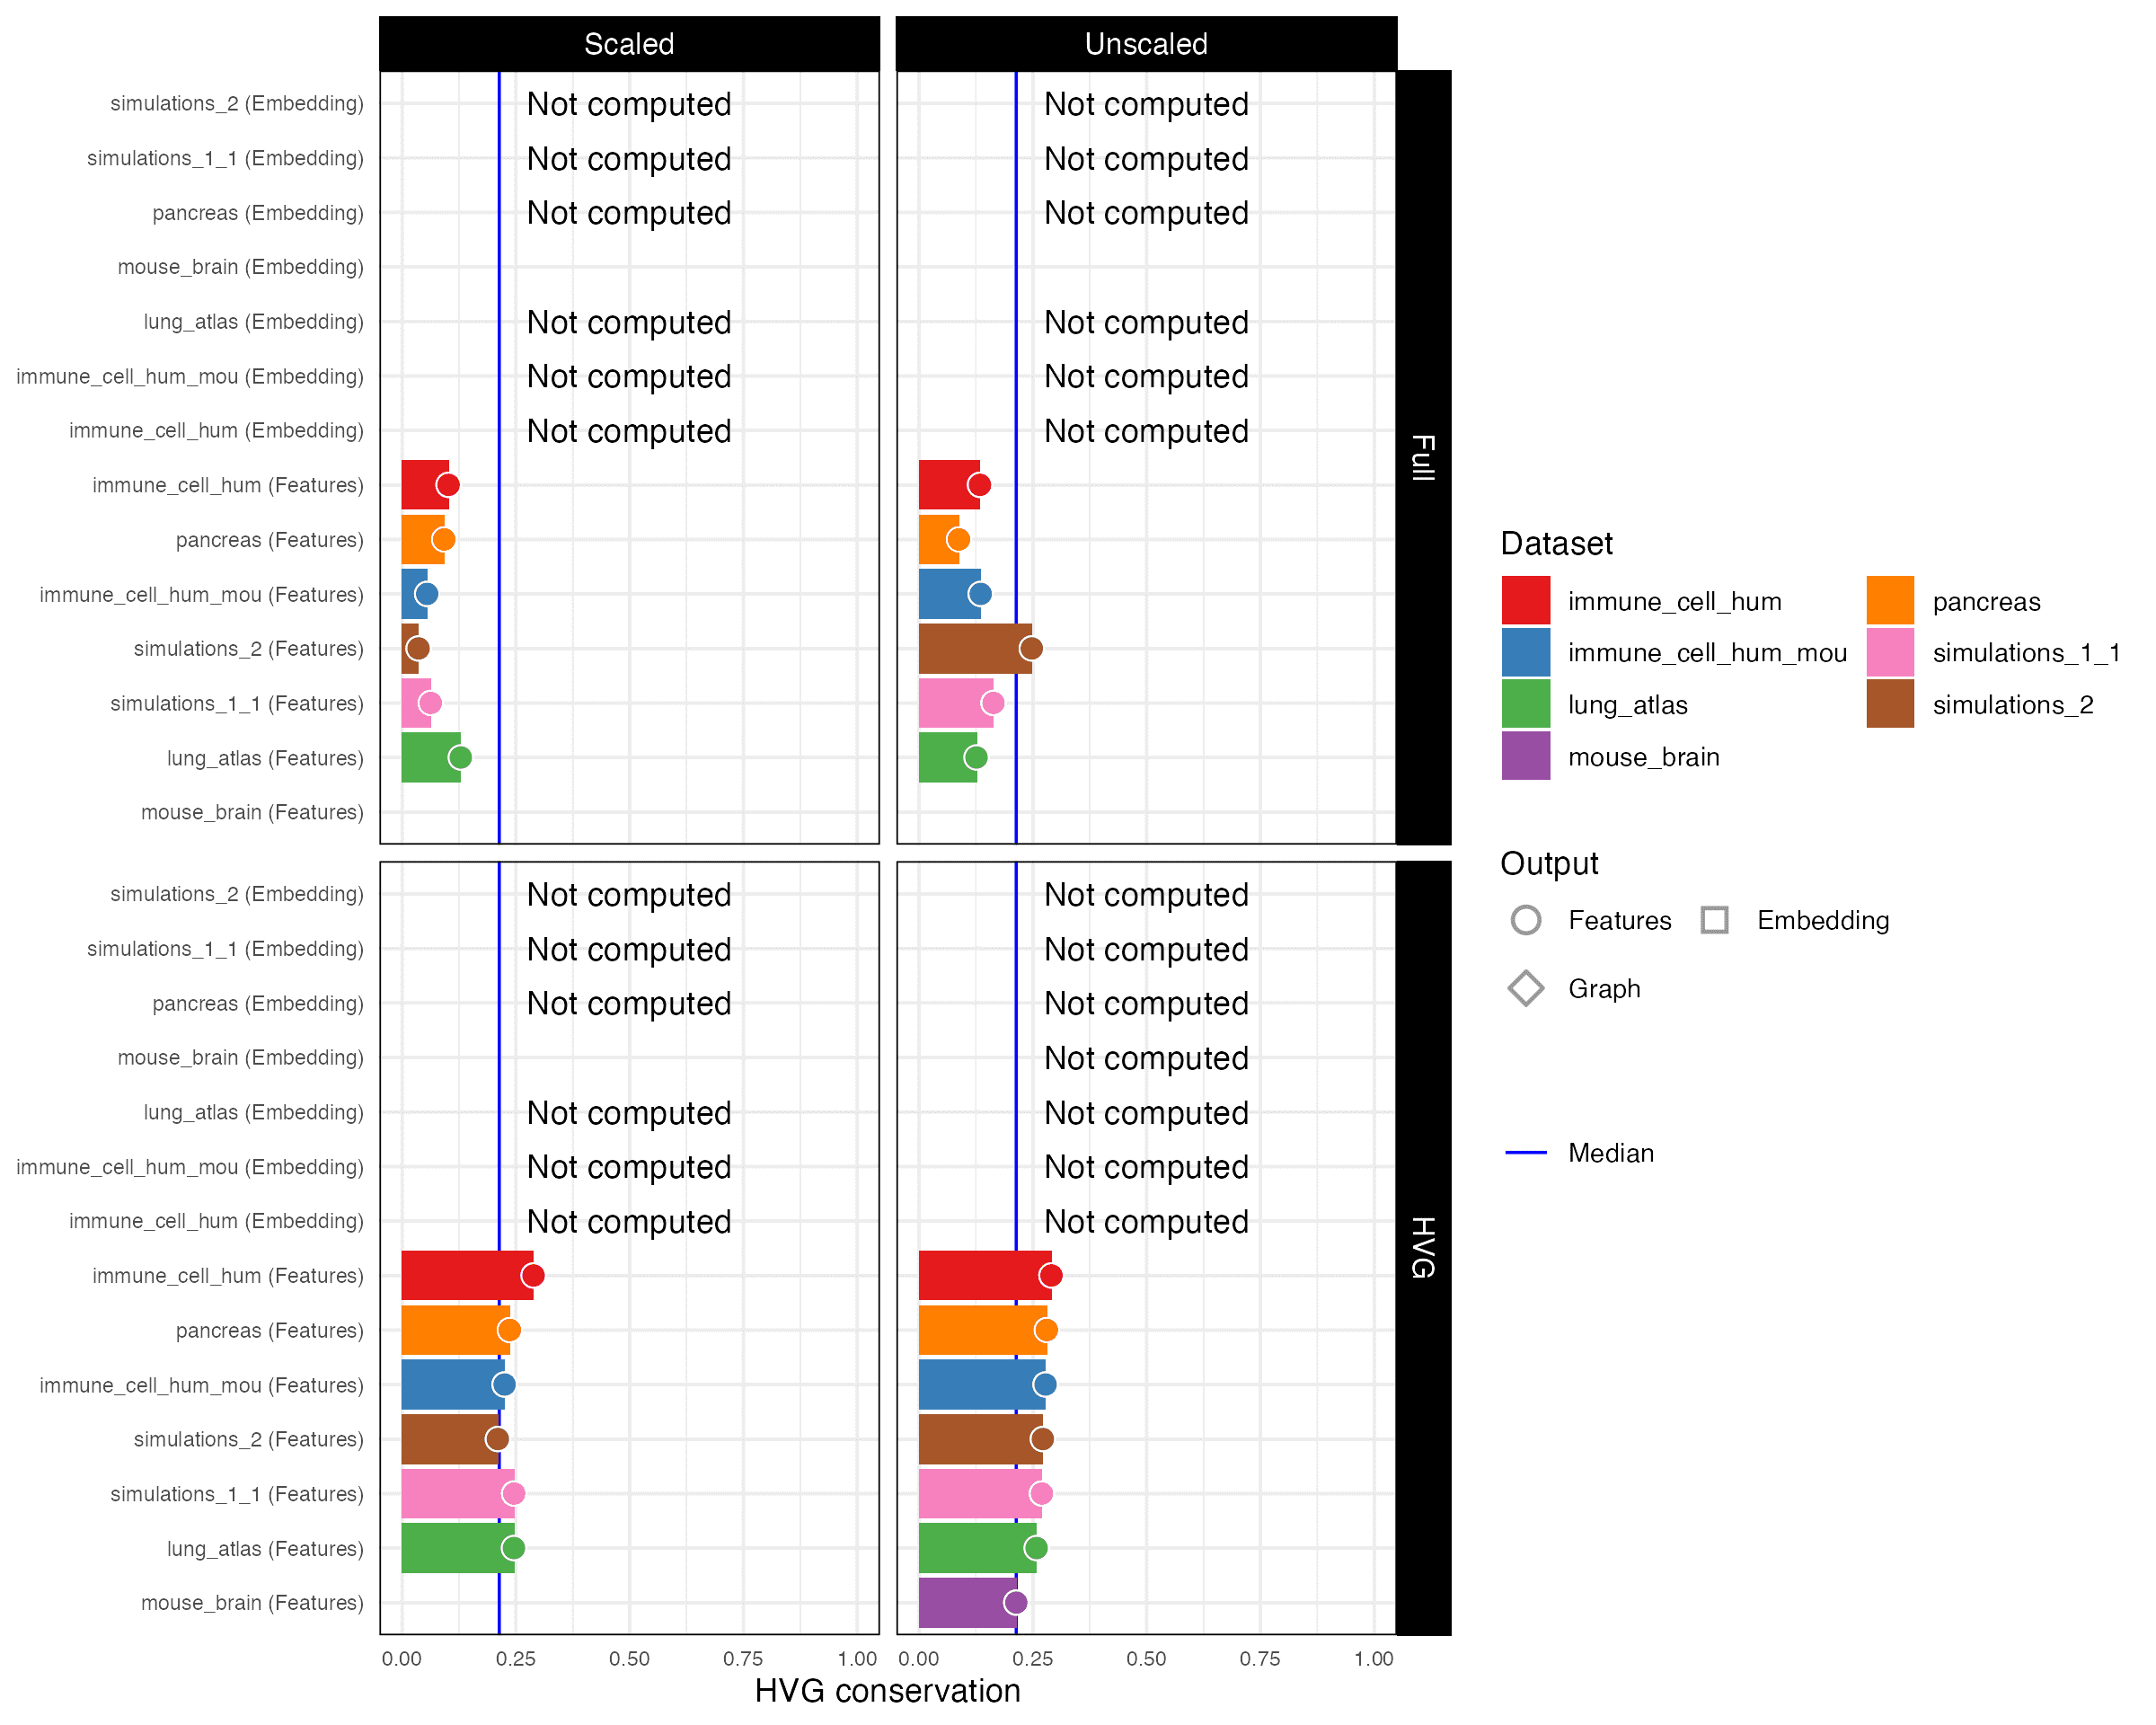 Scaled
Unscaled
simulations_2 (Embedding)
Not computed
Not computed
simulations_1_1 (Embedding)
Not computed
Not computed
pancreas (Embedding)
Not computed
Not computed
mouse_brain (Embedding)
lung_atlas (Embedding)
Not computed
Not computed
immune_cell_hum_mou (Embedding)
Not computed
Not computed
immune_cell_hum (Embedding)
Not computed
Not computed
immune_cell_hum (Features)
pancreas (Features)
immune_cell_hum_mou (Features)
simulations_2 (Features)
simulations_1_1 (Features)
lung_atlas (Features)
mouse_brain (Features)
Full
simulations_2 (Embedding)
Not computed
Not computed
simulations_1_1 (Embedding)
Not computed
Not computed
pancreas (Embedding)
Not computed
Not computed
mouse_brain (Embedding)
Not computed
lung_atlas (Embedding)
Not computed
Not computed
immune_cell_hum_mou (Embedding)
Not computed
Not computed
immune_cell_hum (Embedding)
Not computed
Not computed
immune_cell_hum (Features)
pancreas (Features)
immune_cell_hum_mou (Features)
simulations_2 (Features)
simulations_1_1 (Features)
lung_atlas (Features)
mouse_brain (Features)
HVG
0.00 0.25 0.50 0.75 1.00
0.00 0.25 0.50 0.75 1.00
HVG conservation
Dataset
immune_cell_hum
immune_cell_hum_mou
lung_atlas
mouse_brain
pancreas
simulations_1_1
simulations_2
Output
Features
Embedding
Graph
Median